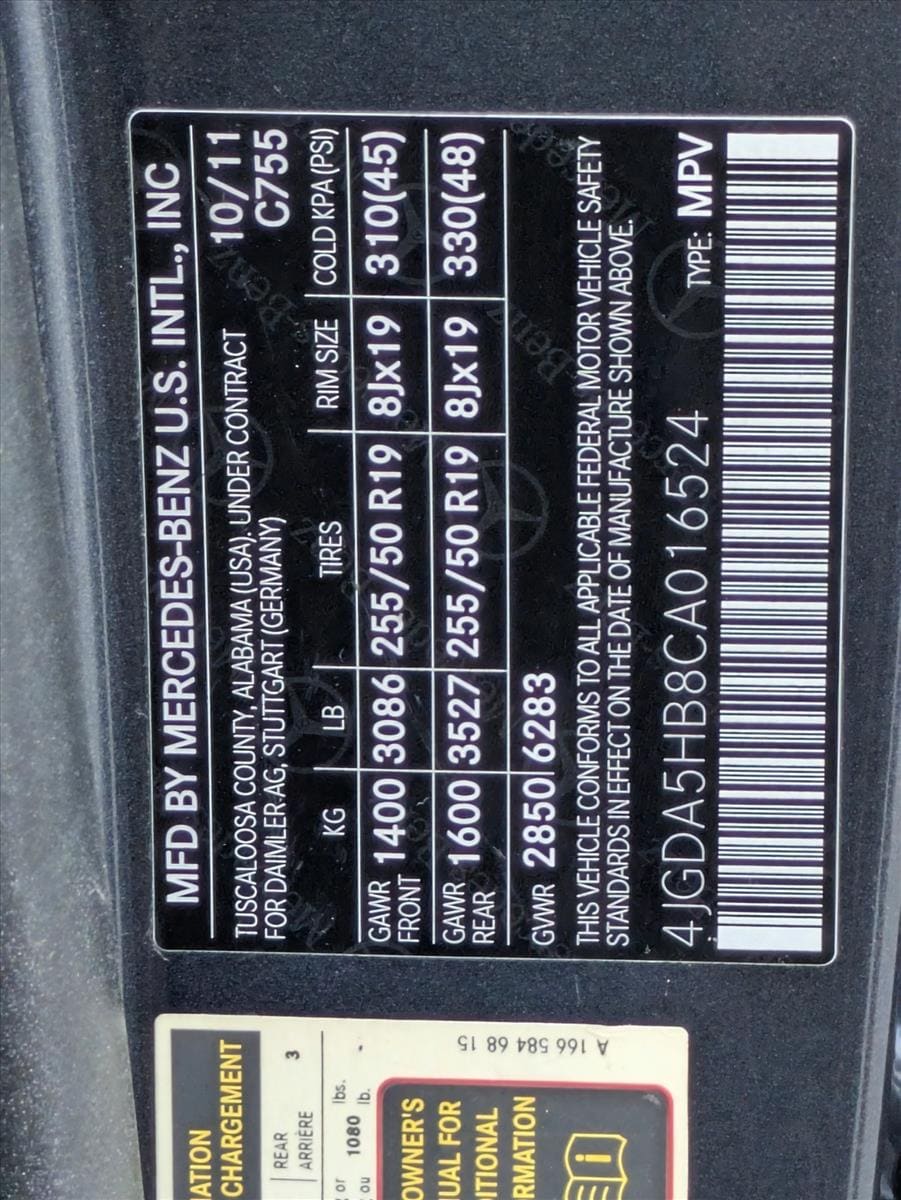 MFD BY MERCEDES-BENZ U.S. INTL., INC
TUSCALOOSA COUNTY, ALABAMA (USA), UNDER CONTRACT 10/11
FOR DAIMLER AG, STUTTGART (GERMANY) C755
KG LB TIRES RIM SIZE COLD KPA (PSI)
GAWR FRONT 1400 3086 255/50 R19 8Jx19 310(45)
GAWR REAR 1600 3527 255/50 R19 8Jx19 330(48)
GVWR 2850 6283
THIS VEHICLE CONFORMS TO ALL APPLICABLE FEDERAL MOTOR VEHICLE SAFETY
STANDARDS IN EFFECT ON THE DATE OF MANUFACTURE SHOWN ABOVE.
4JGDA5HB8CA016524 TYPE: MPV
ATION
CHARGEMENT
REAR
ARRIÈRE 3
or lbs.
1080
ou lb.
OWNER'S
UAL FOR
ITIONAL
RMATION
A 166 584 68 15